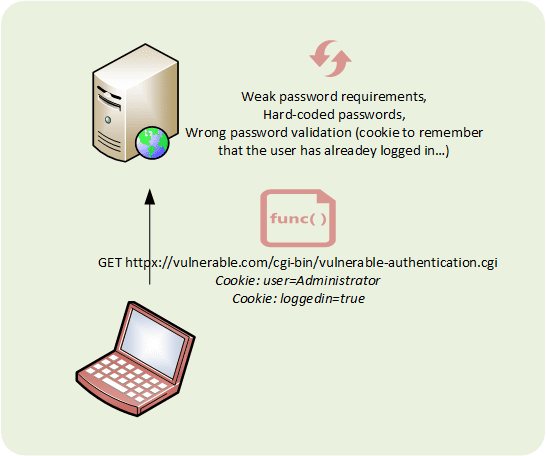 Weak password requirements,
Hard-coded passwords,
Wrong password validation (cookie to remember
that the user has alreadey logged in...)
func( )
GET httpx://vulnerable.com/cgi-bin/vulnerable-authentication.cgi
Cookie: user=Administrator
Cookie: loggedin=true